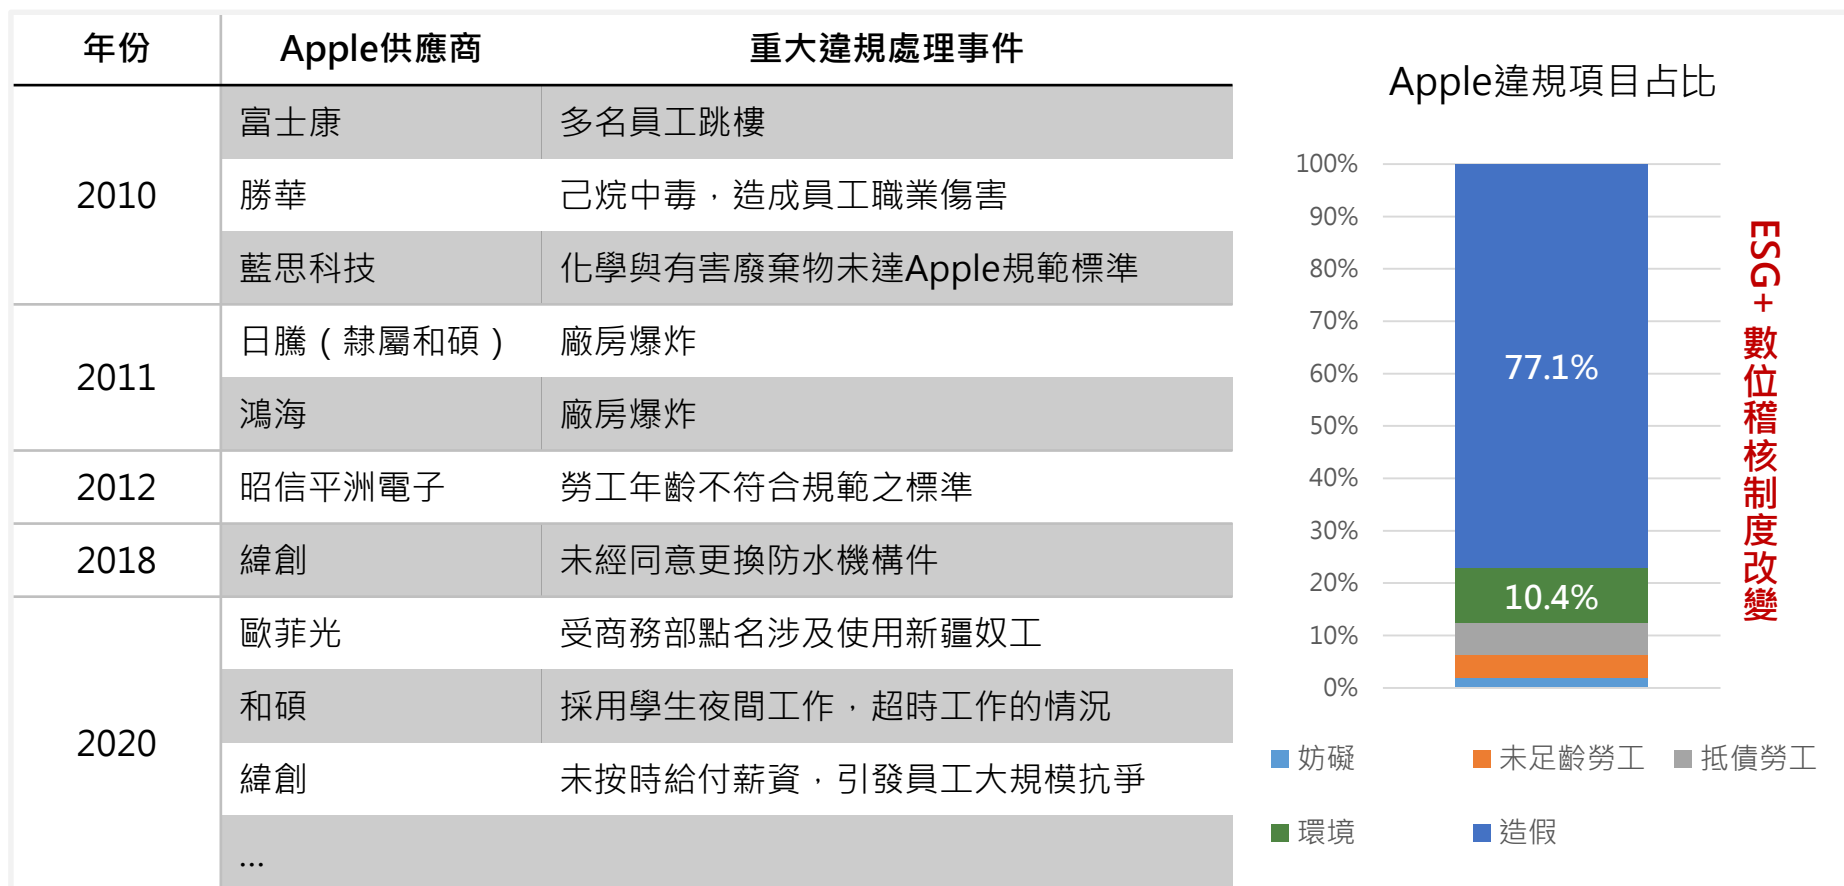 年份 Apple供應商 重大違規處理事件
2010
富士康 多名員工跳樓
勝華 己烷中毒，造成員工職業傷害
藍思科技 化學與有害廢棄物未達Apple規範標準
2011
日騰（隸屬和碩） 廠房爆炸
鴻海 廠房爆炸
2012 昭信平洲電子 勞工年齡不符合規範之標準
2018 緯創 未經同意更換防水機構件
2020
歐菲光 受商務部點名涉及使用新疆奴工
和碩 採用學生夜間工作，超時工作的情況
緯創 未按時給付薪資，引發員工大規模抗爭
...
Apple違規項目占比
100%
90%
80%
70%
60%
50%
40%
30%
20%
10%
0%
77.1%
10.4%
妨礙 未足齡勞工 抵債勞工
環境 造假
ESG+ 數位稽核制度改變